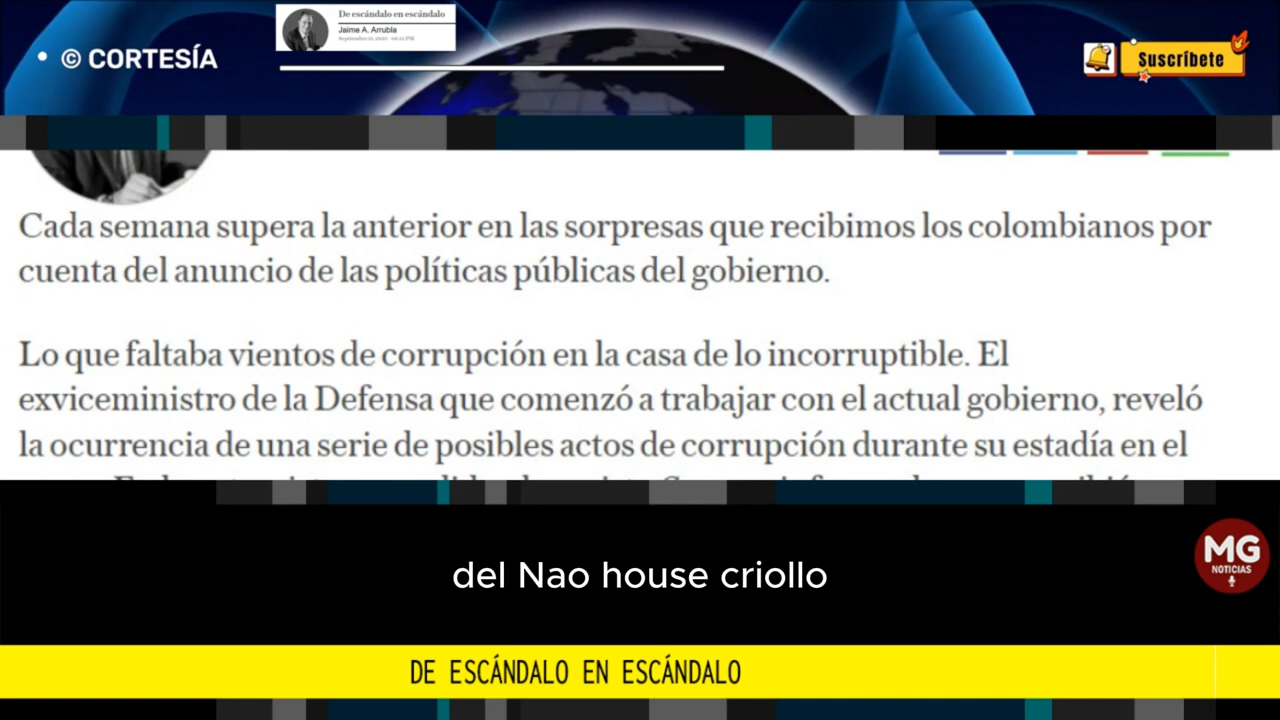 De escándalo en escándalo
Jaime A. Arrubla
• © CORTESÍA
Suscríbete
Cada semana supera la anterior en las sorpresas que recibimos los colombianos por
cuenta del anuncio de las políticas públicas del gobierno.
Lo que faltaba vientos de corrupción en la casa de lo incorruptible. El
exviceministro de la Defensa que comenzó a trabajar con el actual gobierno, reveló
la ocurrencia de una serie de posibles actos de corrupción durante su estadía en el
del Nao house criollo
MG
NOTICIAS
DE ESCÁNDALO EN ESCÁNDALO